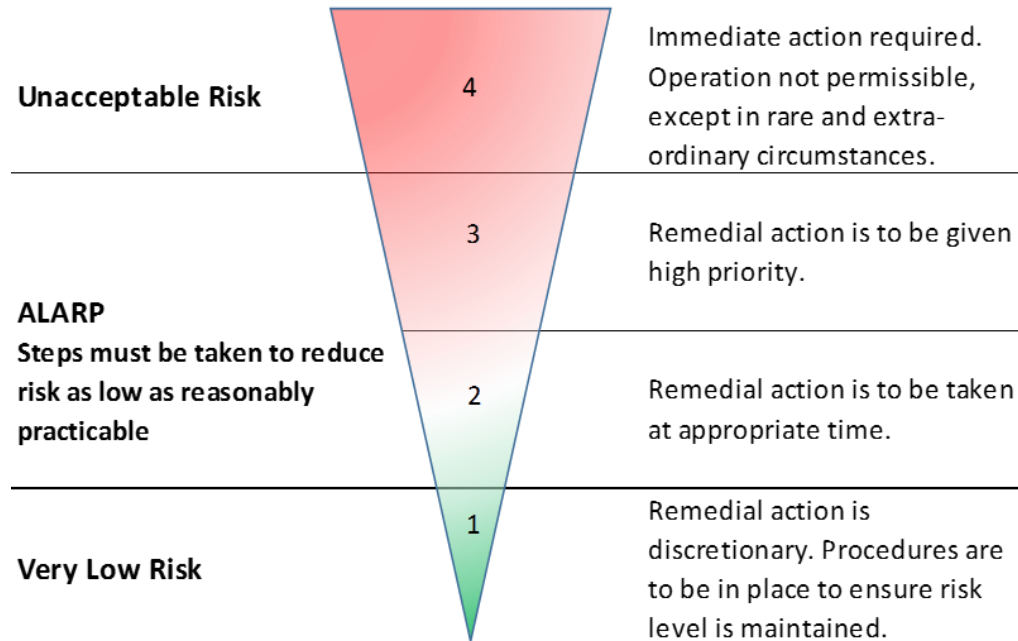 Unacceptable Risk
4
Immediate action required.
Operation not permissible,
except in rare and extra-
ordinary circumstances.
ALARP
Steps must be taken to reduce
risk as low as reasonably
practicable
3
Remedial action is to be given
high priority.
2
Remedial action is to be taken
at appropriate time.
Very Low Risk
1
Remedial action is
discretionary. Procedures are
to be in place to ensure risk
level is maintained.